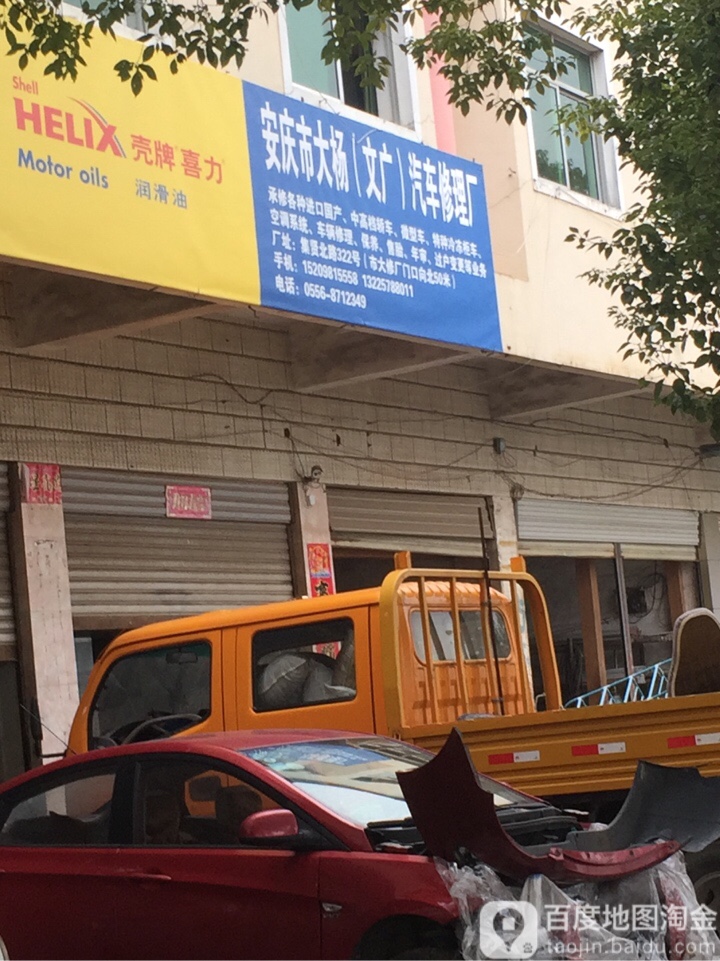 Shell
HELIX 壳牌®喜力®
Motor oils 润滑油
安庆市大杨（文广）汽车修理厂
承修各种进口国产、中高档轿车、微型车、特种冷冻柜车、
空调系统、车辆修理、保养、售险、年审、过户变更等业务
厂址：集贤北路322号（市大修厂门口向北50米）
手机：15209815558 13225788011
电话：0556-8712349
百度地图淘金
taojin.baidu.com